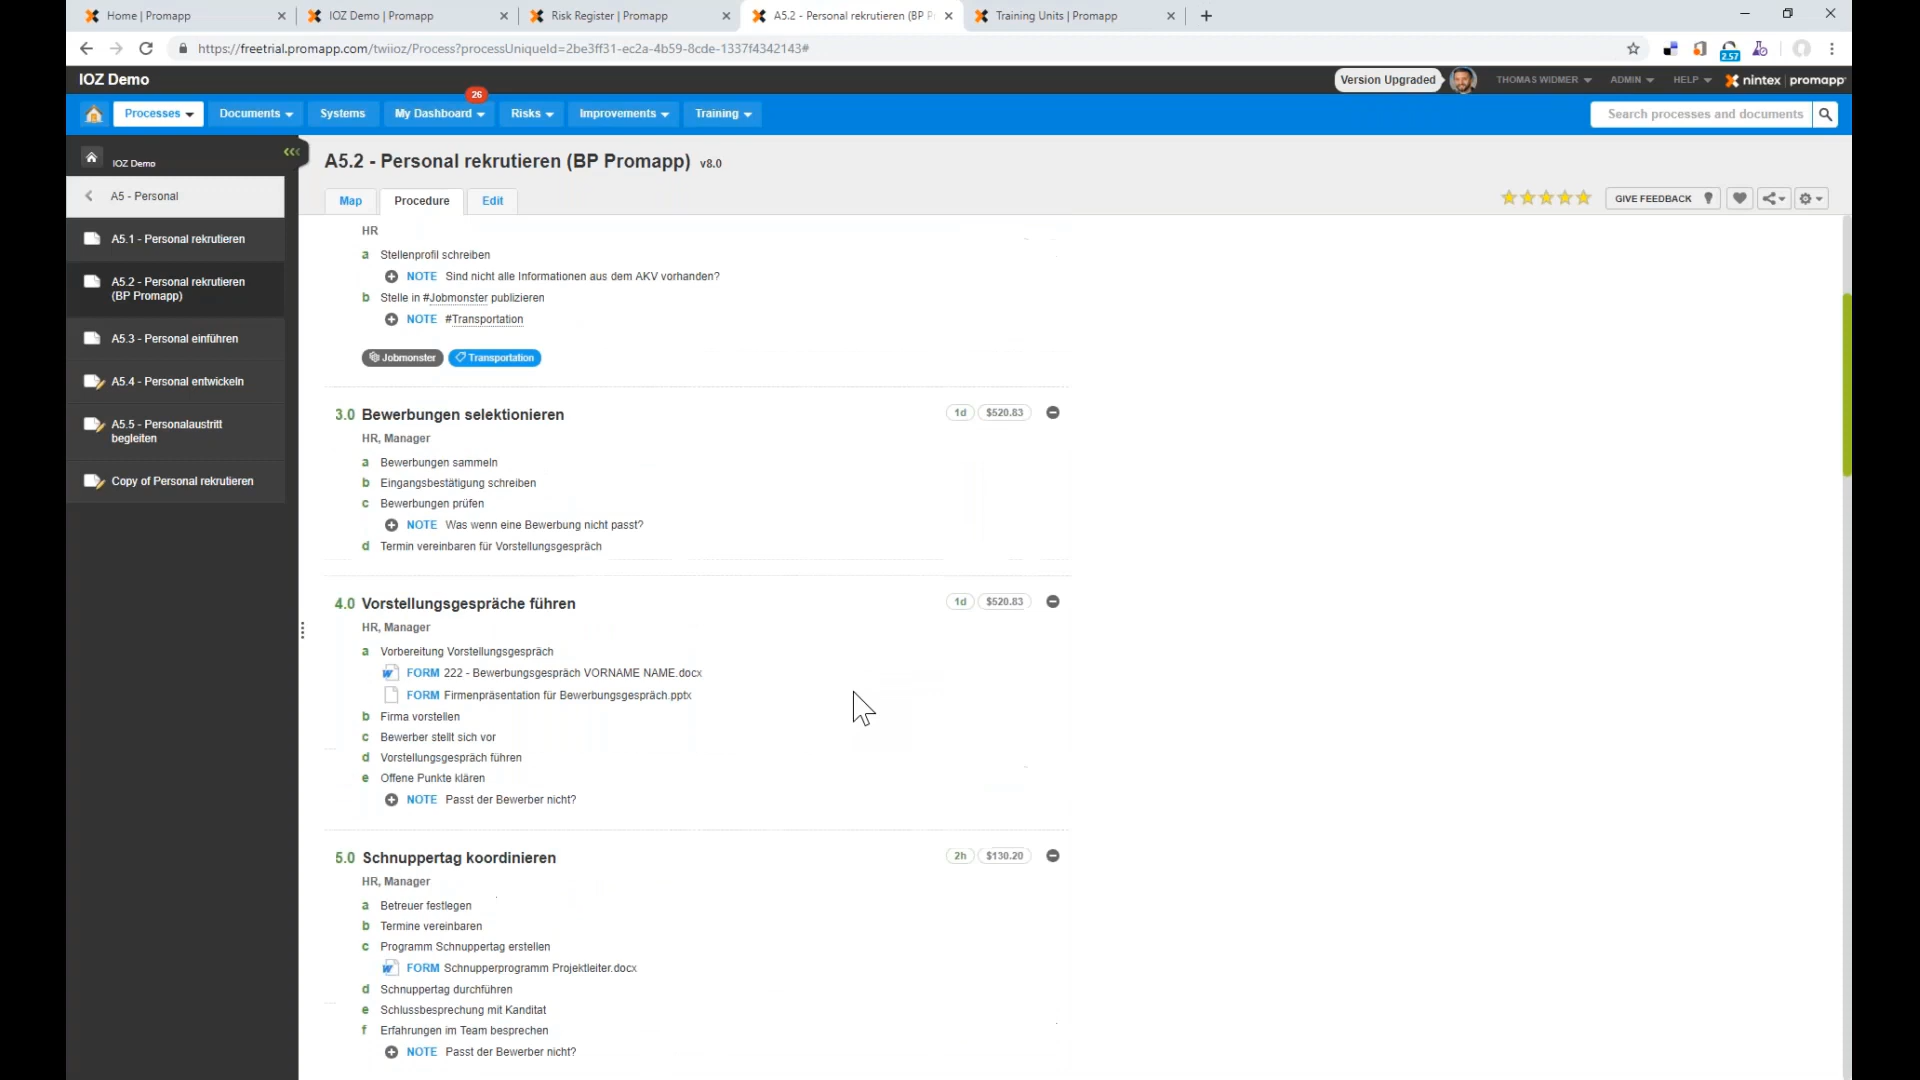 Home | Promapp
IOZ Demo | Promapp
Risk Register | Promapp
A5.2 - Personal rekrutieren (BP P
Training Units | Promapp
https://freetrial.promapp.com/twiioz/Process?processUniqueId=2be3ff31-ec2a-4b59-8cde-1337f4342143#
2.57
IOZ Demo
Version Upgraded
THOMAS WIDMER
ADMIN
HELP
nintex | promapp
26
Processes
Documents
Systems
My Dashboard
Risks
Improvements
Training
Search processes and documents
IOZ Demo
A5 - Personal
A5.1 - Personal rekrutieren
A5.2 - Personal rekrutieren
(BP Promapp)
A5.3 - Personal einführen
A5.4 - Personal entwickeln
A5.5 - Personalaustritt
begleiten
Copy of Personal rekrutieren
A5.2 - Personal rekrutieren (BP Promapp) v8.0
Map
Procedure
Edit
GIVE FEEDBACK
HR
a Stellenprofil schreiben
NOTE Sind nicht alle Informationen aus dem AKV vorhanden?
b Stelle in #Jobmonster publizieren
NOTE #Transportation
Jobmonster
Transportation
3.0 Bewerbungen selektionieren
1d $520.83
HR, Manager
a Bewerbungen sammeln
b Eingangsbestätigung schreiben
c Bewerbungen prüfen
NOTE Was wenn eine Bewerbung nicht passt?
d Termin vereinbaren für Vorstellungsgespräch
4.0 Vorstellungsgespräche führen
1d $520.83
HR, Manager
a Vorbereitung Vorstellungsgespräch
FORM 222 - Bewerbungsgespräch VORNAME NAME.docx
FORM Firmenpräsentation für Bewerbungsgespräch.pptx
b Firma vorstellen
c Bewerber stellt sich vor
d Vorstellungsgespräch führen
e Offene Punkte klären
NOTE Passt der Bewerber nicht?
5.0 Schnuppertag koordinieren
2h $130.20
HR, Manager
a Betreuer festlegen
b Termine vereinbaren
c Programm Schnuppertag erstellen
FORM Schnupperprogramm Projektleiter.docx
d Schnuppertag durchführen
e Schlussbesprechung mit Kanditat
f Erfahrungen im Team besprechen
NOTE Passt der Bewerber nicht?